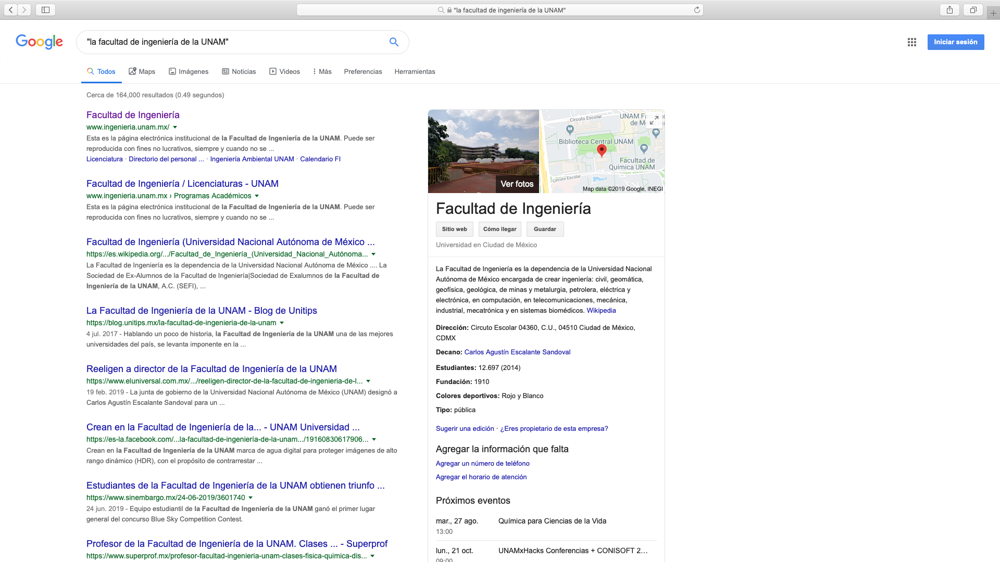 "la facultad de ingeniería de la UNAM"
Google
"la facultad de ingeniería de la UNAM"
Iniciar sesión
Todos
Maps
Imágenes
Noticias
Videos
Más
Preferencias
Herramientas
Cerca de 164,000 resultados (0.49 segundos)
Facultad de Ingeniería
www.ingenieria.unam.mx/
Esta es la página electrónica institucional de la Facultad de Ingeniería de la UNAM. Puede ser
reproducida con fines no lucrativos, siempre y cuando no se ...
Licenciatura · Directorio del personal ... · Ingeniería Ambiental UNAM · Calendario FI
Facultad de Ingeniería / Licenciaturas - UNAM
www.ingenieria.unam.mx › Programas Académicos
Esta es la página electrónica institucional de la Facultad de Ingeniería de la UNAM. Puede ser
reproducida con fines no lucrativos, siempre y cuando no se ...
Facultad de Ingeniería (Universidad Nacional Autónoma de México ...
https://es.wikipedia.org/.../Facultad_de_Ingeniería_(Universidad_Nacional_Autónoma...
La Facultad de Ingeniería es la dependencia de la Universidad Nacional Autónoma de México .... La
Sociedad de Ex-Alumnos de la Facultad de Ingeniería|Sociedad de Exalumnos de la Facultad de
Ingeniería de la UNAM, A.C. (SEFI), ...
La Facultad de Ingeniería de la UNAM - Blog de Unitips
https://blog.unitips.mx/la-facultad-de-ingenieria-de-la-unam
4 jul. 2017 - Hablando un poco de historia, la Facultad de Ingeniería de la UNAM una de las mejores
universidades del país, se levanta imponente en la ...
Reeligen a director de la Facultad de Ingeniería de la UNAM
https://www.eluniversal.com.mx/.../reeligen-director-de-la-facultad-de-ingenieria-de-l...
19 feb. 2019 - La junta de gobierno de la Universidad Nacional Autónoma de México (UNAM) designó a
Carlos Agustín Escalante Sandoval para un ...
Crean en la Facultad de Ingeniería de la... - UNAM Universidad ...
https://es-la.facebook.com/...la-facultad-de-ingeniería-de-la-unam.../19160830617906...
Crean en la Facultad de Ingeniería de la UNAM marca de agua digital para proteger imágenes de alto
rango dinámico (HDR), con el propósito de contrarrestar ...
Estudiantes de la Facultad de Ingeniería de la UNAM obtienen triunfo ...
https://www.sinembargo.mx/24-06-2019/3601740
24 jun. 2019 - Equipo estudiantil de la Facultad de Ingeniería de la UNAM ganó el primer lugar
general del concurso Blue Sky Competition Contest.
Profesor de la Facultad de Ingeniería de la UNAM. Clases ... - Superprof
https://www.superprof.mx/profesor-facultad-ingenieria-unam-clases-fisica-quimica-dis...
Ver fotos
Circuto Escolar
UNAM
de
Biblioteca Central UNAM
Facultad de
Química UNAM
Circuto Escolar
Map data ©2019 Google, INEGI
Facultad de Ingeniería
Sitio web
Cómo llegar
Guardar
Universidad en Ciudad de México
La Facultad de Ingeniería es la dependencia de la Universidad Nacional
Autónoma de México encargada de crear ingeniería: civil, geomática,
geofísica, geológica, de minas y metalurgia, petrolera, eléctrica y
electrónica, en computación, en telecomunicaciones, mecánica,
industrial, mecatrónica y en sistemas biomédicos. Wikipedia
Dirección: Circuto Escolar 04360, C.U., 04510 Ciudad de México,
CDMX
Decano: Carlos Agustín Escalante Sandoval
Estudiantes: 12.697 (2014)
Fundación: 1910
Colores deportivos: Rojo y Blanco
Tipo: pública
Sugerir una edición · ¿Eres propietario de esta empresa?
Agregar la información que falta
Agregar un número de teléfono
Agregar el horario de atención
Próximos eventos
mar., 27 ago.
Química para Ciencias de la Vida
13:00
lun., 21 oct.
UNAMxHacks Conferencias + CONISOFT 2…
09:00